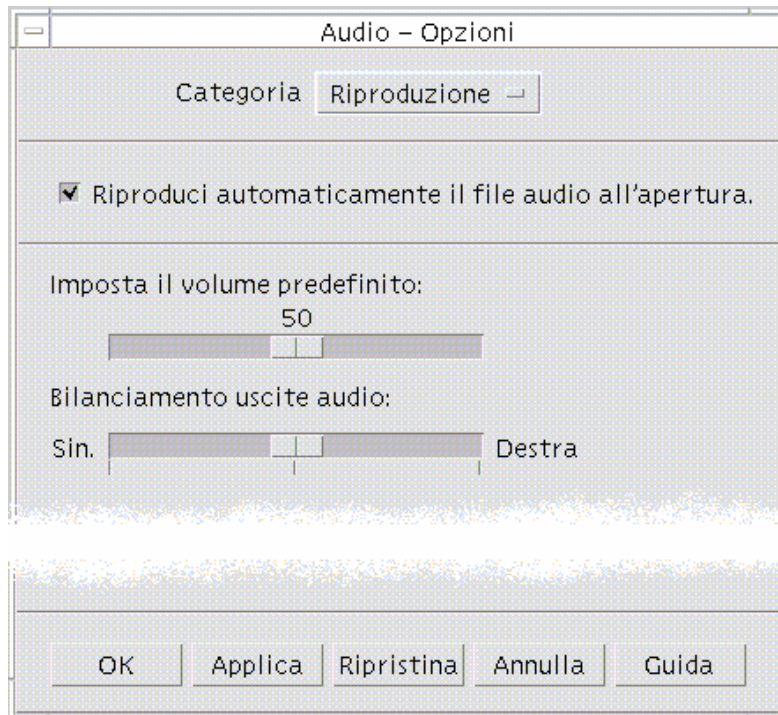 Audio – Opzioni
Categoria Riproduzione
Riproduci automaticamente il file audio all'apertura.
Imposta il volume predefinito:
50
Bilanciamento uscite audio:
Sin. Destra
OK Applica Ripristina Annulla Guida